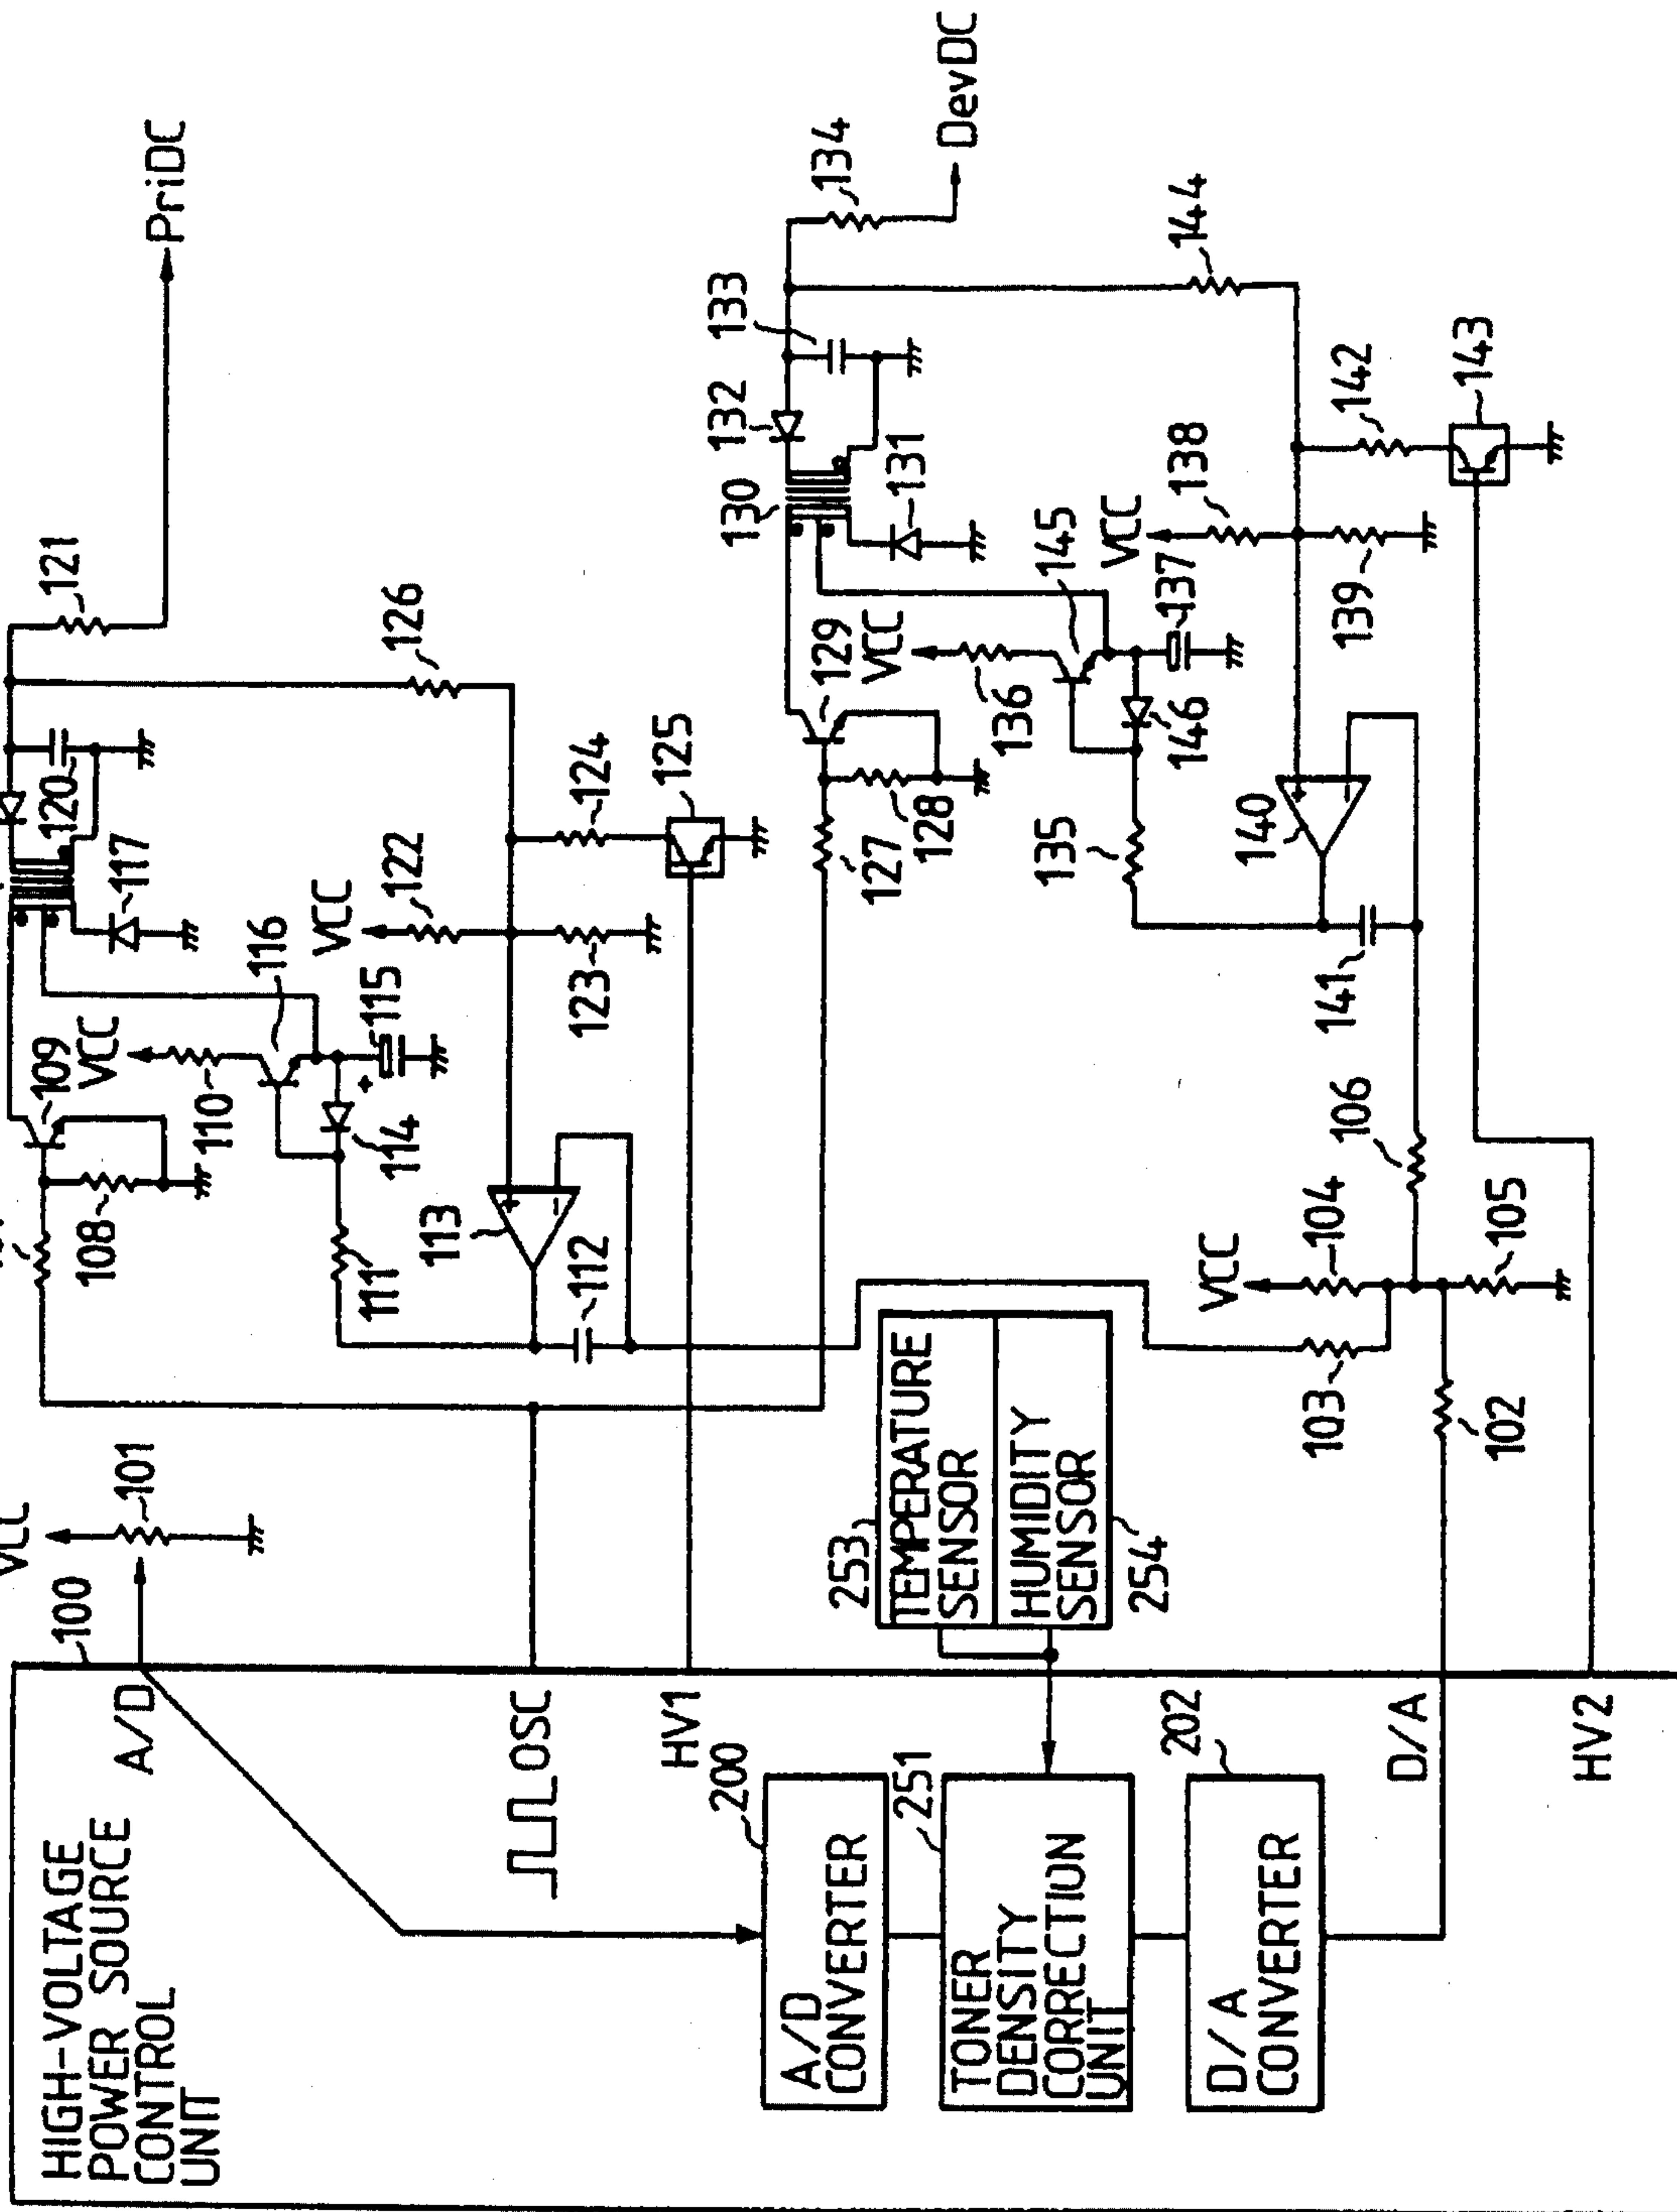 HIGH-VOLTAGE
POWER SOURCE
CONTROL
UNIT
100
A/D
VCC
101
OSC
HV1
200
A/D
CONVERTER
251
TONER
DENSITY
CORRECTION
UNIT
202
D/A
CONVERTER
D/A
HV2
253
TEMPERATURE
SENSOR
HUMIDITY
SENSOR
254
108
109
VCC
110
111
112
113
114
+
115
116
117
120
121
PriDC
VCC
122
123
124
125
126
+
-
127
128
129
VCC
130
131
132
133
134
DevDC
135
136
137
VCC
138
139
140
141
142
143
144
145
146
+
-
VCC
102
103
104
105
106